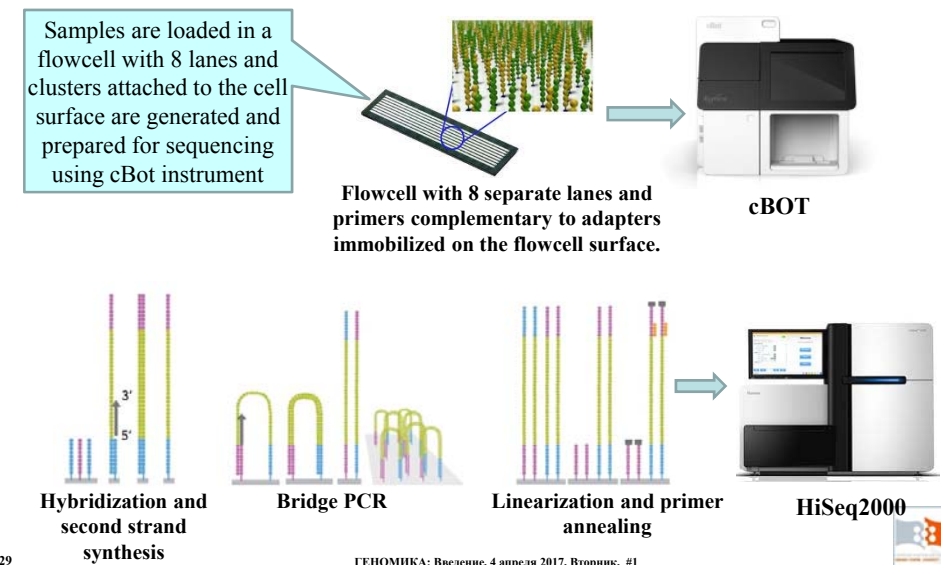 Samples are loaded in a
flowcell with 8 lanes and
clusters attached to the cell
surface are generated and
prepared for sequencing
using cBot instrument
Flowcell with 8 separate lanes and
primers complementary to adapters
immobilized on the flowcell surface.
cBot
cBOT
3'
5'
Hybridization and
second strand
synthesis
Bridge PCR
Linearization and primer
annealing
HiSeq2000
29
ГЕНОМИКА: Введение, 4 апреля 2017, Вторник, #1